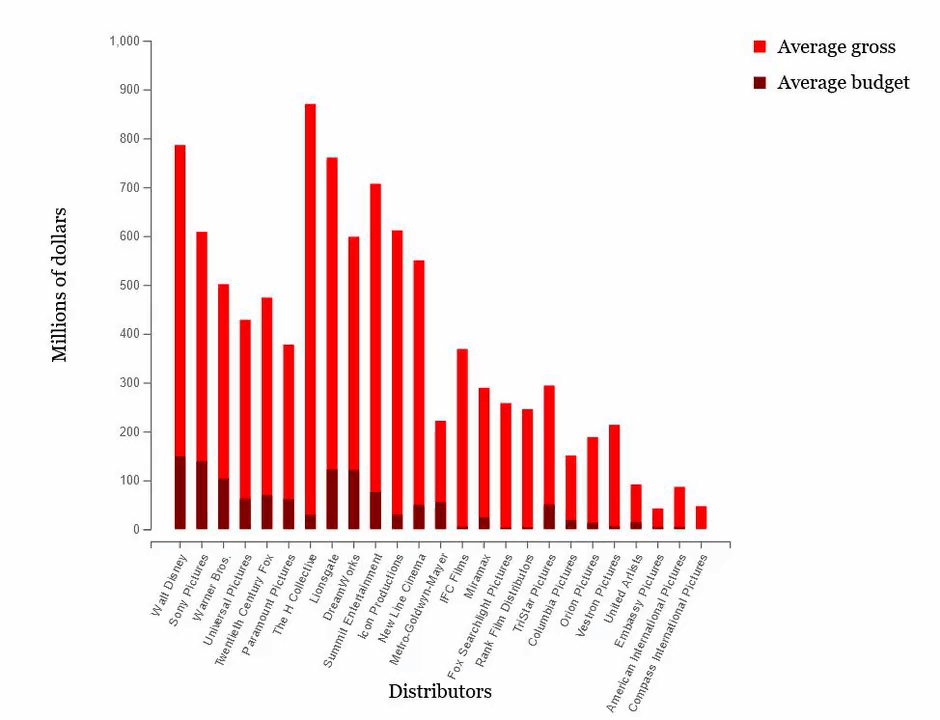 Average gross
Average budget
Millions of dollars
1,000
900
800
700
600
500
400
300
200
100
0
Walt Disney
Sony Pictures
Warner Bros.
Universal Pictures
Twentieth Century Fox
Paramount Pictures
The H Collective
Lionsgate
DreamWorks
Summit Entertainment
Icon Productions
New Line Cinema
Metro-Goldwyn-Mayer
IFC Films
Miramax
Fox Searchlight Pictures
Rank Film Distributors
TriStar Pictures
Columbia Pictures
Orion Pictures
Vestron Pictures
United Artists
Embassy Pictures
American International Pictures
Compass International Pictures
Distributors